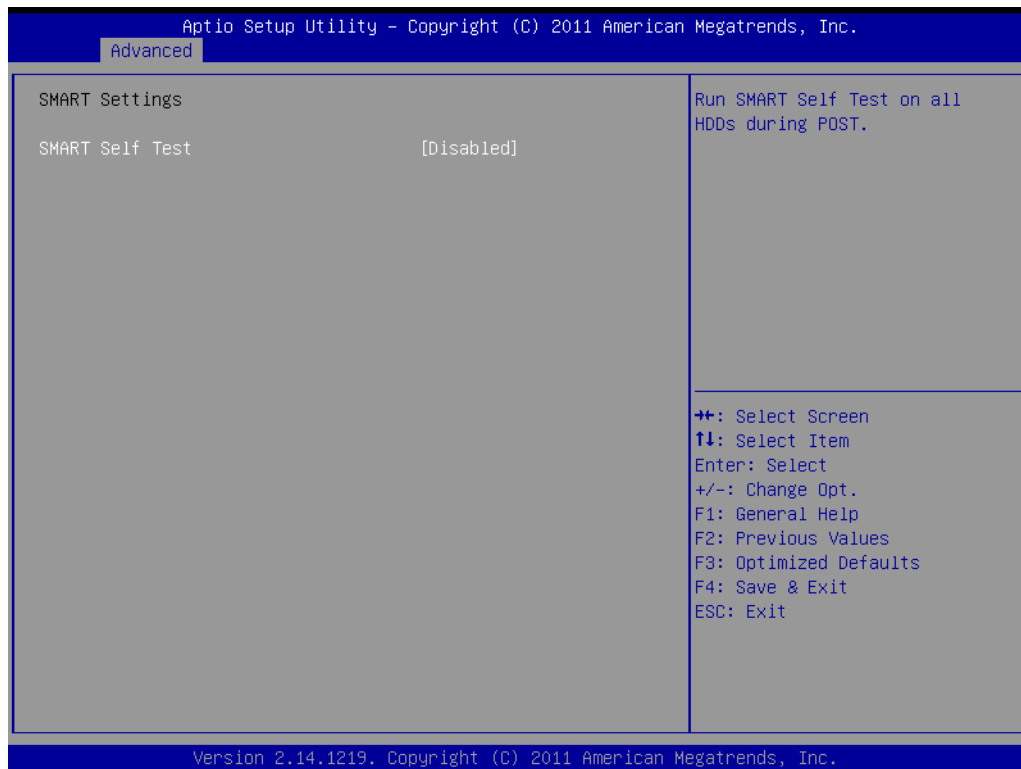 Aptio Setup Utility – Copyright (C) 2011 American Megatrends, Inc.
Advanced
SMART Settings
SMART Self Test [Disabled]
Run SMART Self Test on all
HDDs during POST.
→←: Select Screen
↑↓: Select Item
Enter: Select
+/-: Change Opt.
F1: General Help
F2: Previous Values
F3: Optimized Defaults
F4: Save & Exit
ESC: Exit
Version 2.14.1219. Copyright (C) 2011 American Megatrends, Inc.